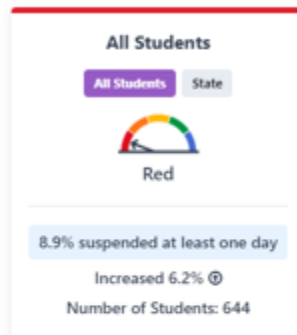 All Students
All Students State
Red
8.9% suspended at least one day
Increased 6.2%
Number of Students: 644